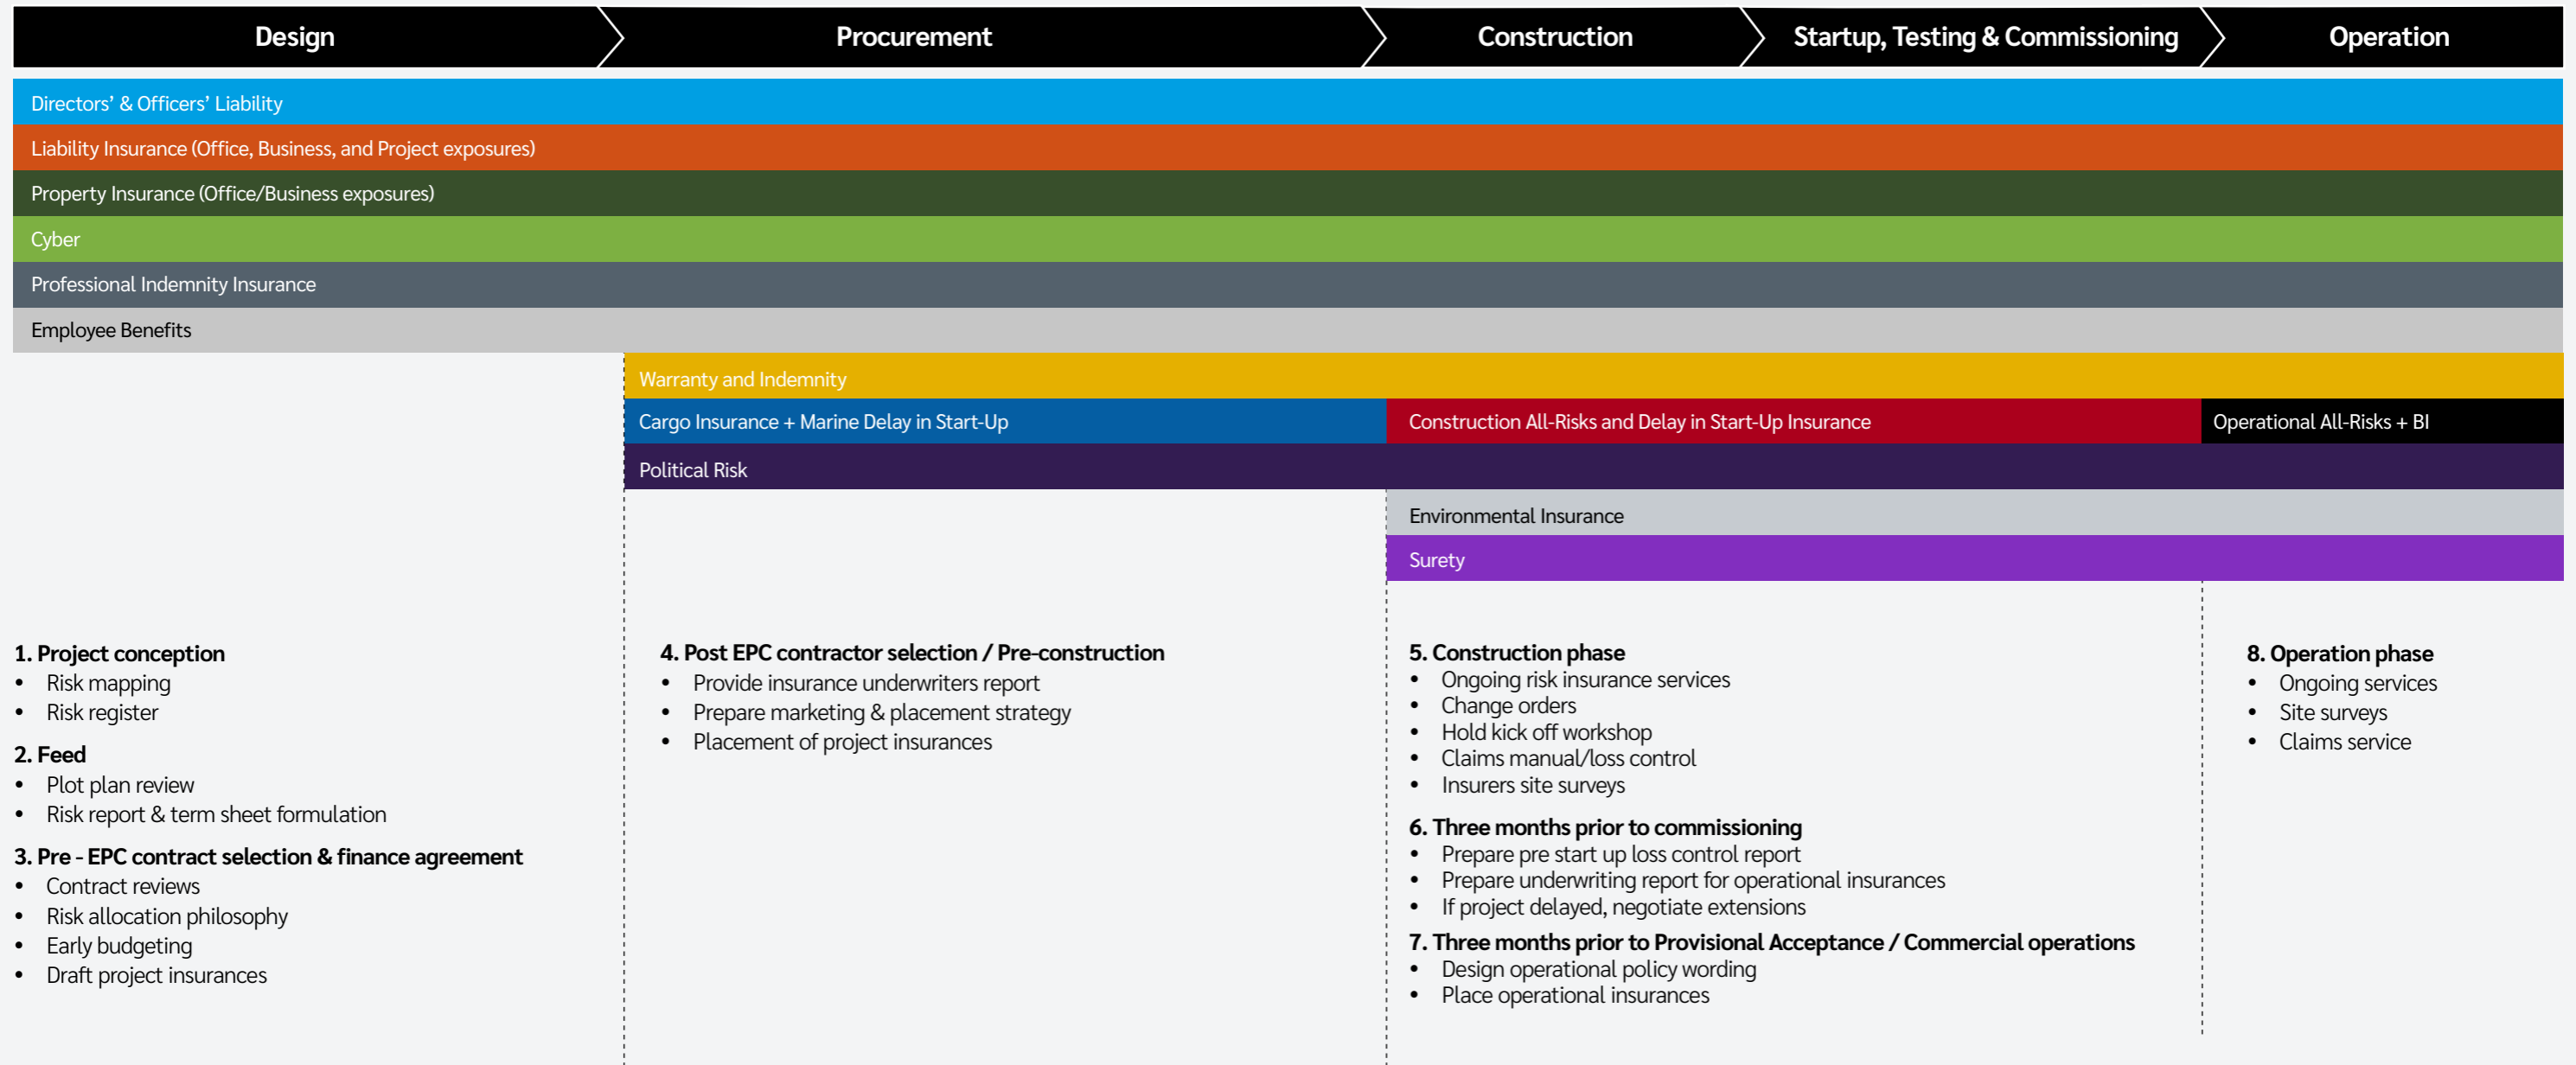 Design
Procurement
Construction
Startup, Testing & Commissioning
Operation
Directors’ & Officers’ Liability
Liability Insurance (Office, Business, and Project exposures)
Property Insurance (Office/Business exposures)
Cyber
Professional Indemnity Insurance
Employee Benefits
Warranty and Indemnity
Cargo Insurance + Marine Delay in Start-Up
Construction All-Risks and Delay in Start-Up Insurance
Operational All-Risks + BI
Political Risk
Environmental Insurance
Surety
1. Project conception
• Risk mapping
• Risk register
2. Feed
• Plot plan review
• Risk report & term sheet formulation
3. Pre - EPC contract selection & finance agreement
• Contract reviews
• Risk allocation philosophy
• Early budgeting
• Draft project insurances
4. Post EPC contractor selection / Pre-construction
• Provide insurance underwriters report
• Prepare marketing & placement strategy
• Placement of project insurances
5. Construction phase
• Ongoing risk insurance services
• Change orders
• Hold kick off workshop
• Claims manual/loss control
• Insurers site surveys
6. Three months prior to commissioning
• Prepare pre start up loss control report
• Prepare underwriting report for operational insurances
• If project delayed, negotiate extensions
7. Three months prior to Provisional Acceptance / Commercial operations
• Design operational policy wording
• Place operational insurances
8. Operation phase
• Ongoing services
• Site surveys
• Claims service